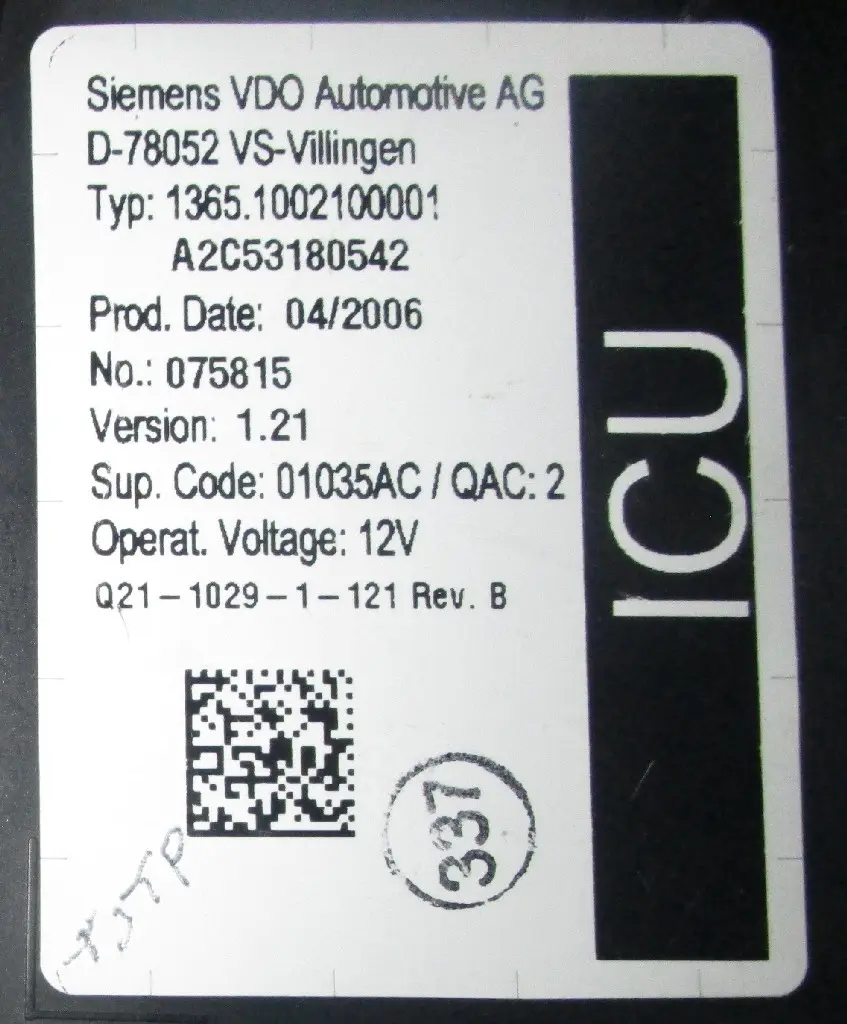 Siemens VDO Automotive AG
D-78052 VS-Villingen
Typ: 1365.1002100001
A2C53180542
Prod. Date: 04/2006
No.: 075815
Version: 1.21
Sup. Code: 01035AC / QAC: 2
Operat. Voltage: 12V
Q21-1029-1-121 Rev. B
ICU
337